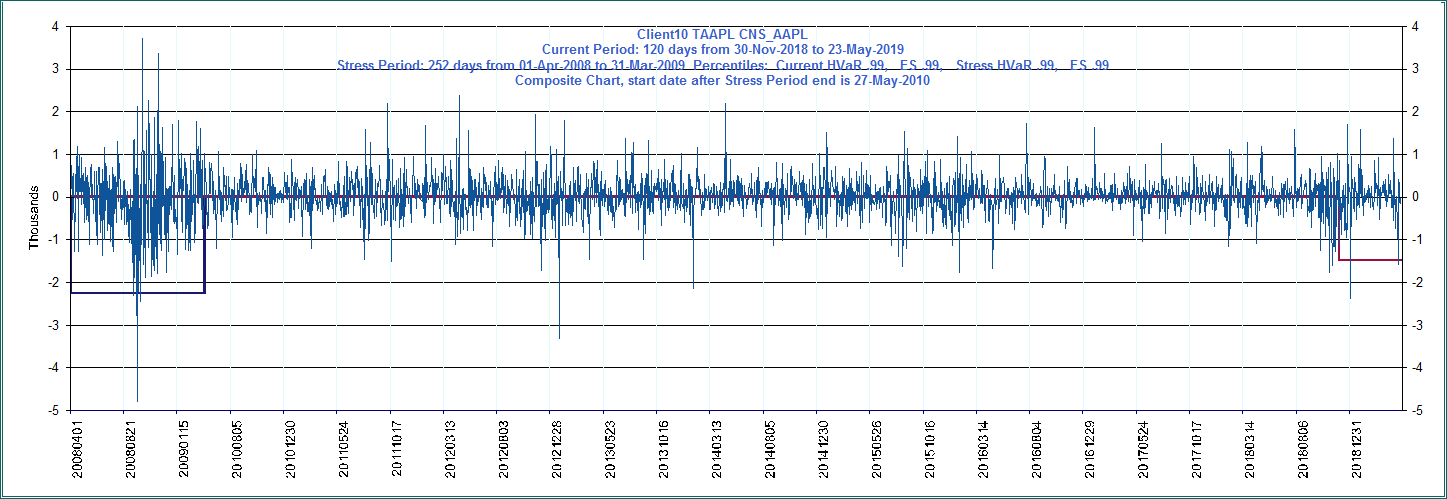 Client10 TAAPL CNS_AAPL
Current Period: 120 days from 30-Nov-2018 to 23-May-2019
Stress Period: 252 days from 01-Apr-2008 to 31-Mar-2009 Percentiles: Current HVaR .99, ES .99, Stress HVaR .99, ES .99
Composite Chart, start date after Stress Period end is 27-May-2010
4 4
3 3
2 2
1 1
0 0
-1 -1
-2 -2
-3 -3
-4 -4
-5 -5
Thousands
20080401 20080821 20090115 20100805 20101230 20110524 20111017 20120313 20120803 20121228 20130523 20131016 20140313 20140805 20141230 20150526 20151016 20160314 20160804 20161229 20170524 20171017 20180314 20180806 20181231